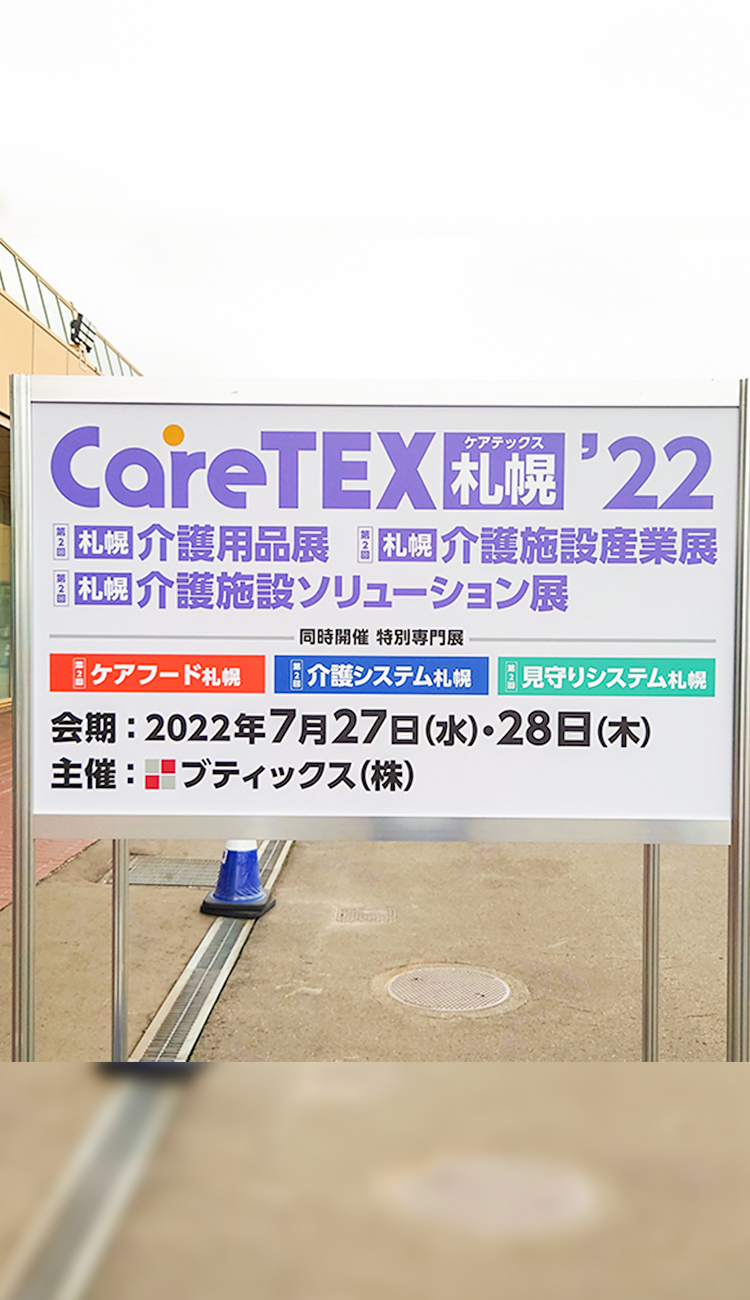 CareTEX ケアテックス 札幌 '22
第2回 札幌 介護用品展 第2回 札幌 介護施設産業展
第2回 札幌 介護施設ソリューション展
同時開催 特別専門展
第2回 ケアフード札幌 第2回 介護システム札幌 第2回 見守りシステム札幌
会期：2022年7月27日(水)・28日(木)
主催：ブティックス(株)